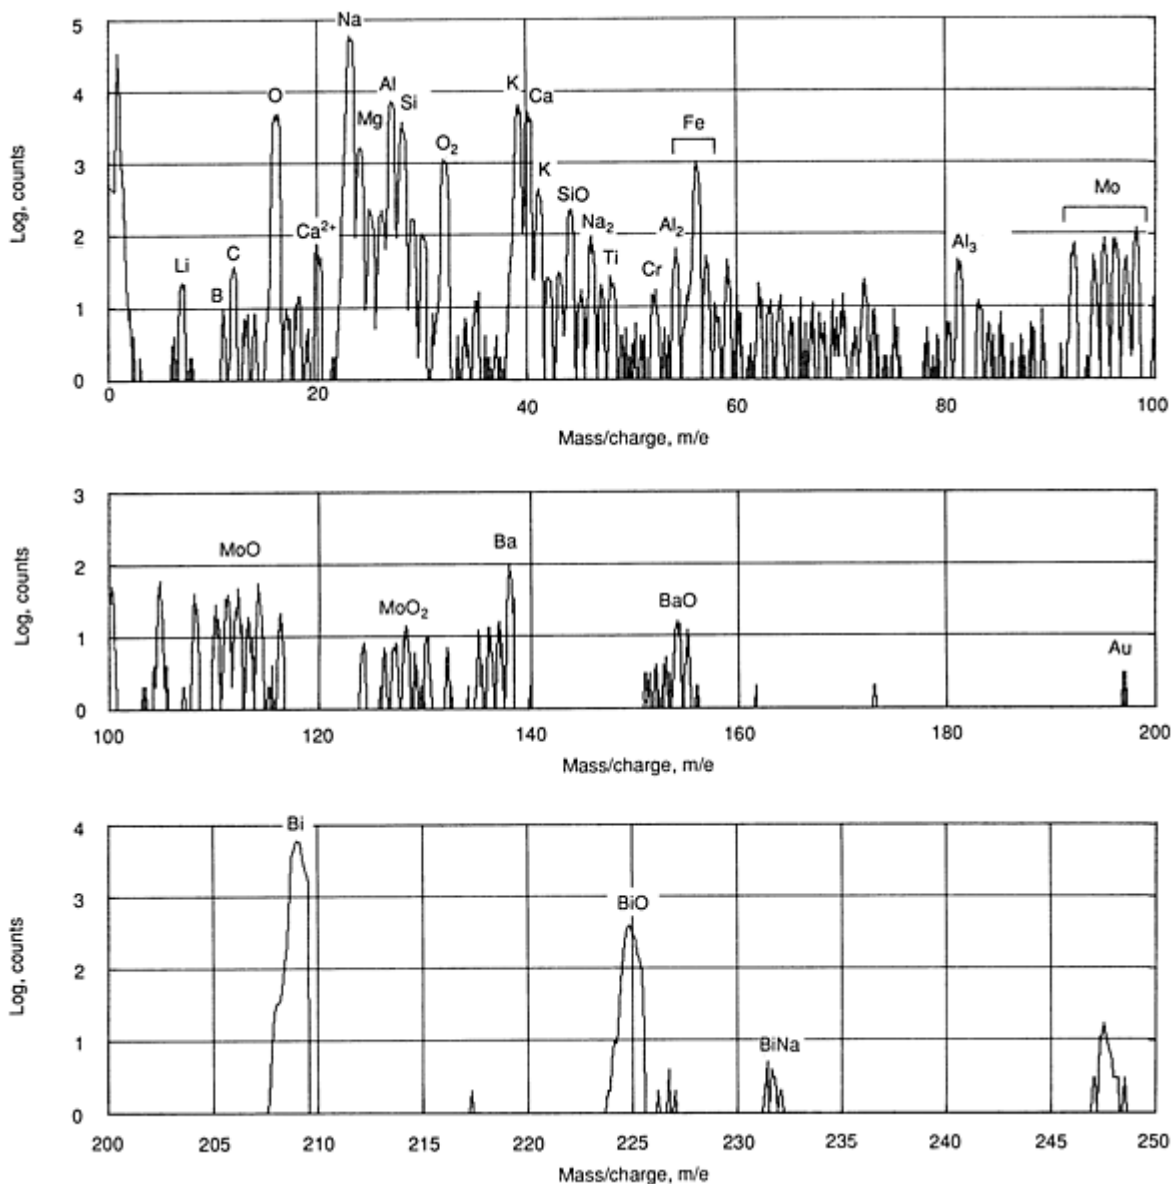 Na
5
K
Al
Ca
4
O
Si
Mg
Fe
O2
3
K
SiO
Mo
Na2
Al2
Ca2+
Al3
2
Li
C
Ti
Cr
B
1
0
Log, counts
0 20 40 60 80 100
Mass/charge, m/e
3
Ba
MoO
2
BaO
MoO2
Au
1
0
Log, counts
100 120 140 160 180 200
Mass/charge, m/e
4
Bi
3
BiO
2
BiNa
1
0
Log, counts
200 205 210 215 220 225 230 235 240 245 250
Mass/charge, m/e